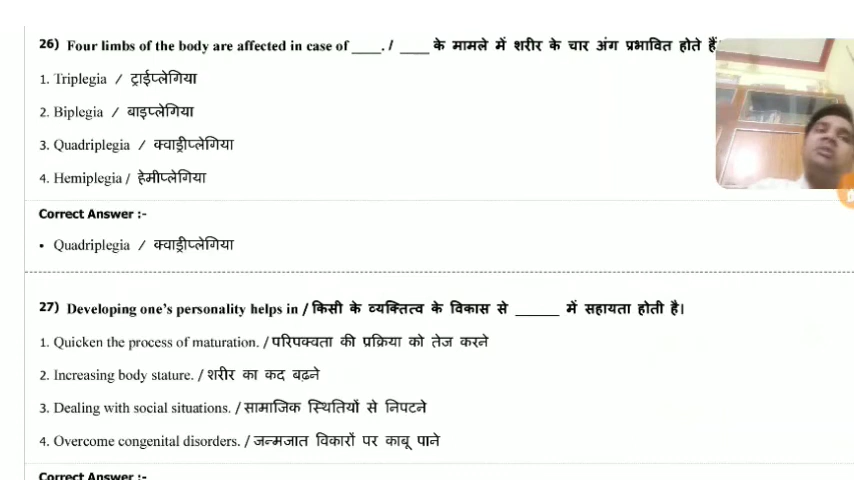 26) Four limbs of the body are affected in case of ____. / ____ के मामले में शरीर के चार अंग प्रभावित होते हैं
1. Triplegia / ट्राईप्लेगिया
2. Biplegia / बाइप्लेगिया
3. Quadriplegia / क्वाड्रीप्लेगिया
4. Hemiplegia / हेमीप्लेगिया
Correct Answer :-
• Quadriplegia / क्वाड्रीप्लेगिया
27) Developing one's personality helps in / किसी के व्यक्तित्व के विकास से ______ में सहायता होती है।
1. Quicken the process of maturation. / परिपक्वता की प्रक्रिया को तेज करने
2. Increasing body stature. / शरीर का कद बढ़ने
3. Dealing with social situations. / सामाजिक स्थितियों से निपटने
4. Overcome congenital disorders. / जन्मजात विकारों पर काबू पाने
Correct Answer :-